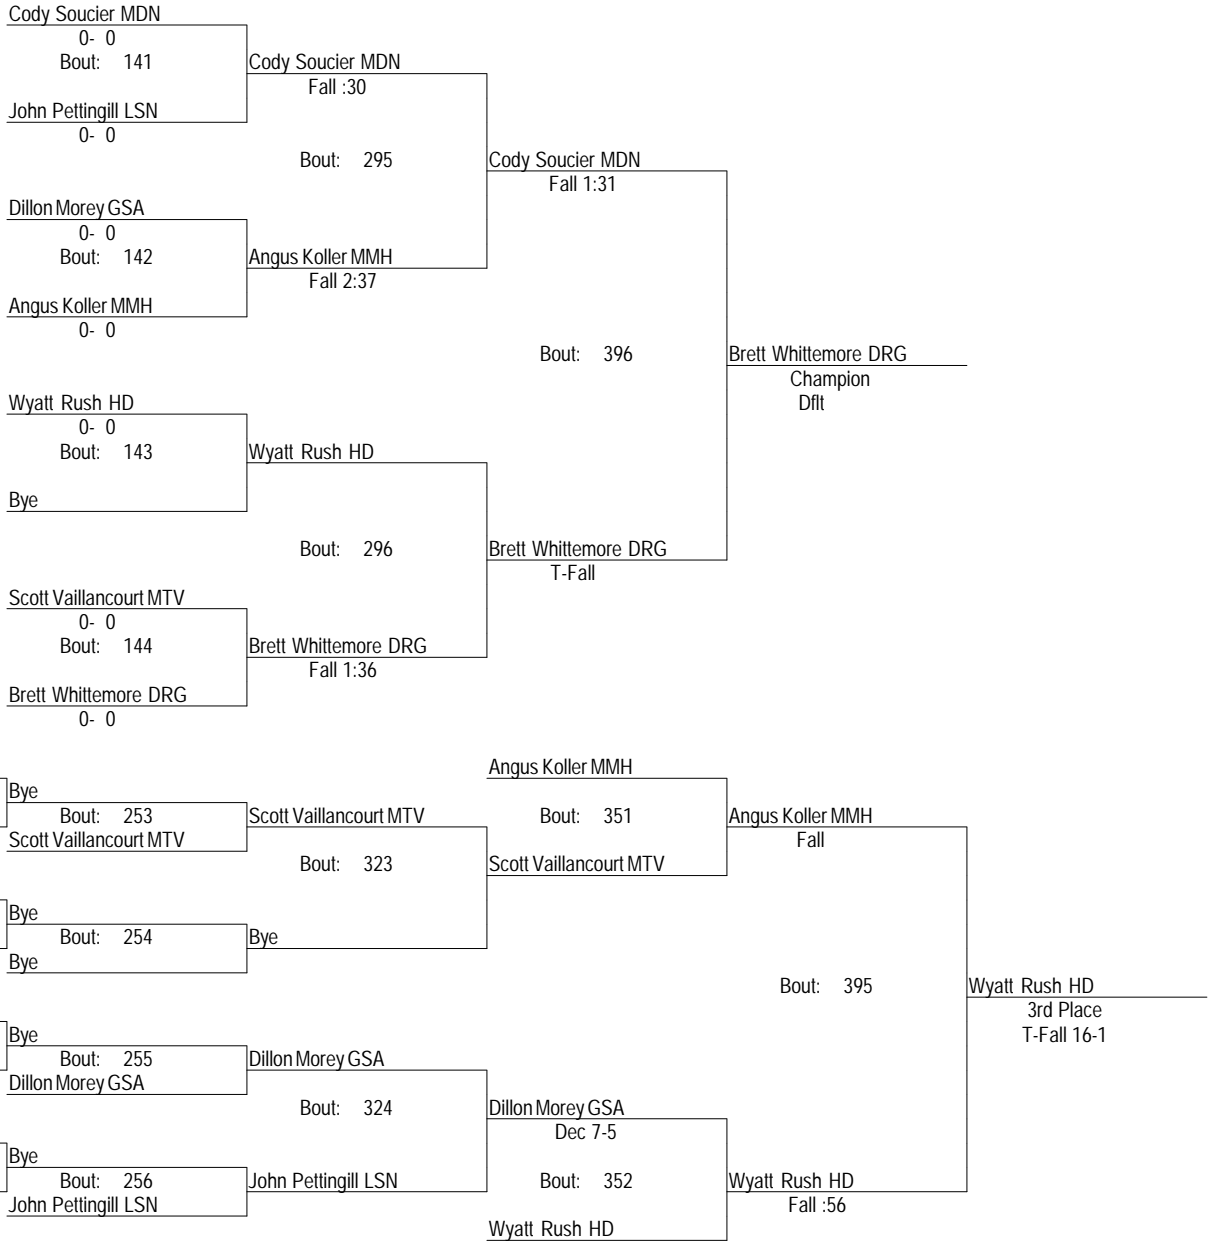 Cody Soucier MDN
0- 0
Bout: 141
Cody Soucier MDN
Fall :30
John Pettingill LSN
0- 0
Bout: 295
Cody Soucier MDN
Fall 1:31
Dillon Morey GSA
0- 0
Bout: 142
Angus Koller MMH
Fall 2:37
Angus Koller MMH
0- 0
Bout: 396
Brett Whittemore DRG
Champion
Dflt
Wyatt Rush HD
0- 0
Bout: 143
Wyatt Rush HD
Bye
Bout: 296
Brett Whittemore DRG
T-Fall
Scott Vaillancourt MTV
0- 0
Bout: 144
Brett Whittemore DRG
Fall 1:36
Brett Whittemore DRG
0- 0
Angus Koller MMH
Bye
Bout: 253
Scott Vaillancourt MTV
Bout: 351
Angus Koller MMH
Fall
Scott Vaillancourt MTV
Bout: 323
Scott Vaillancourt MTV
Bye
Bout: 254
Bye
Bye
Bout: 395
Wyatt Rush HD
3rd Place
T-Fall 16-1
Bye
Bout: 255
Dillon Morey GSA
Dillon Morey GSA
Bout: 324
Dillon Morey GSA
Dec 7-5
Bye
Bout: 256
John Pettingill LSN
Bout: 352
Wyatt Rush HD
Fall :56
John Pettingill LSN
Wyatt Rush HD